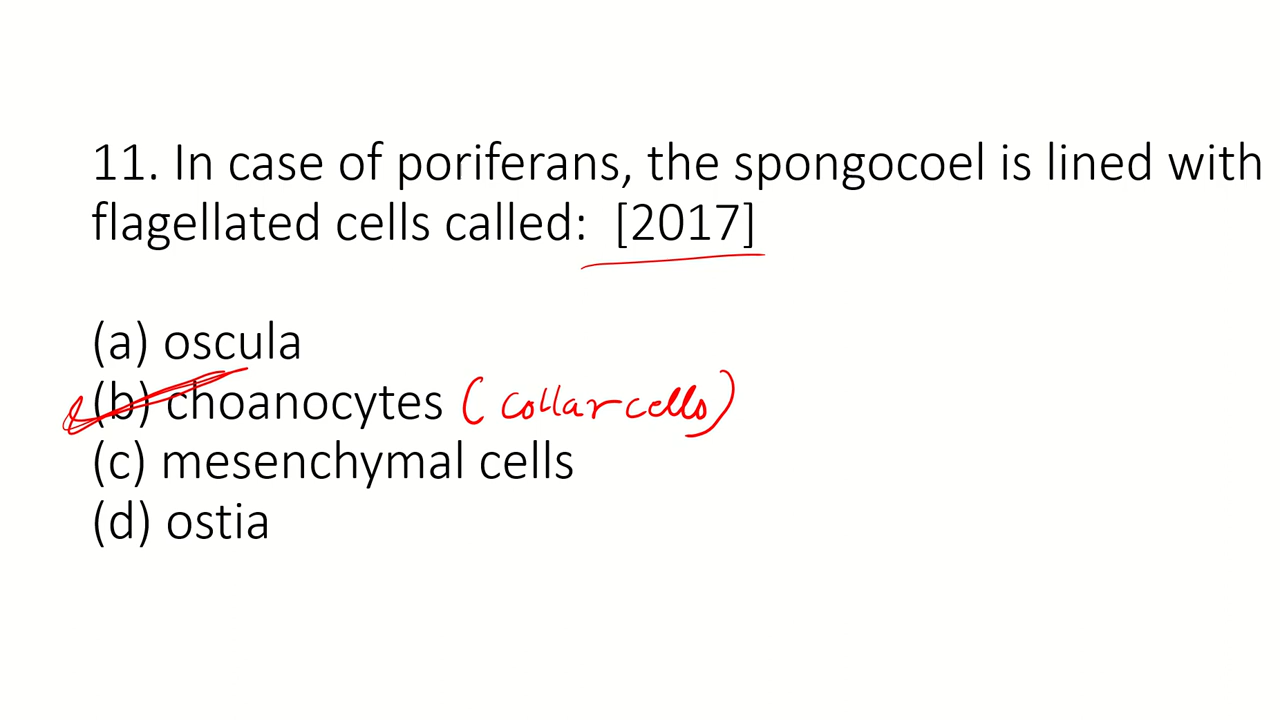 11. In case of poriferans, the spongocoel is lined with
flagellated cells called:  [2017]
(a) oscula
(b) choanocytes (collar cells)
(c) mesenchymal cells
(d) ostia